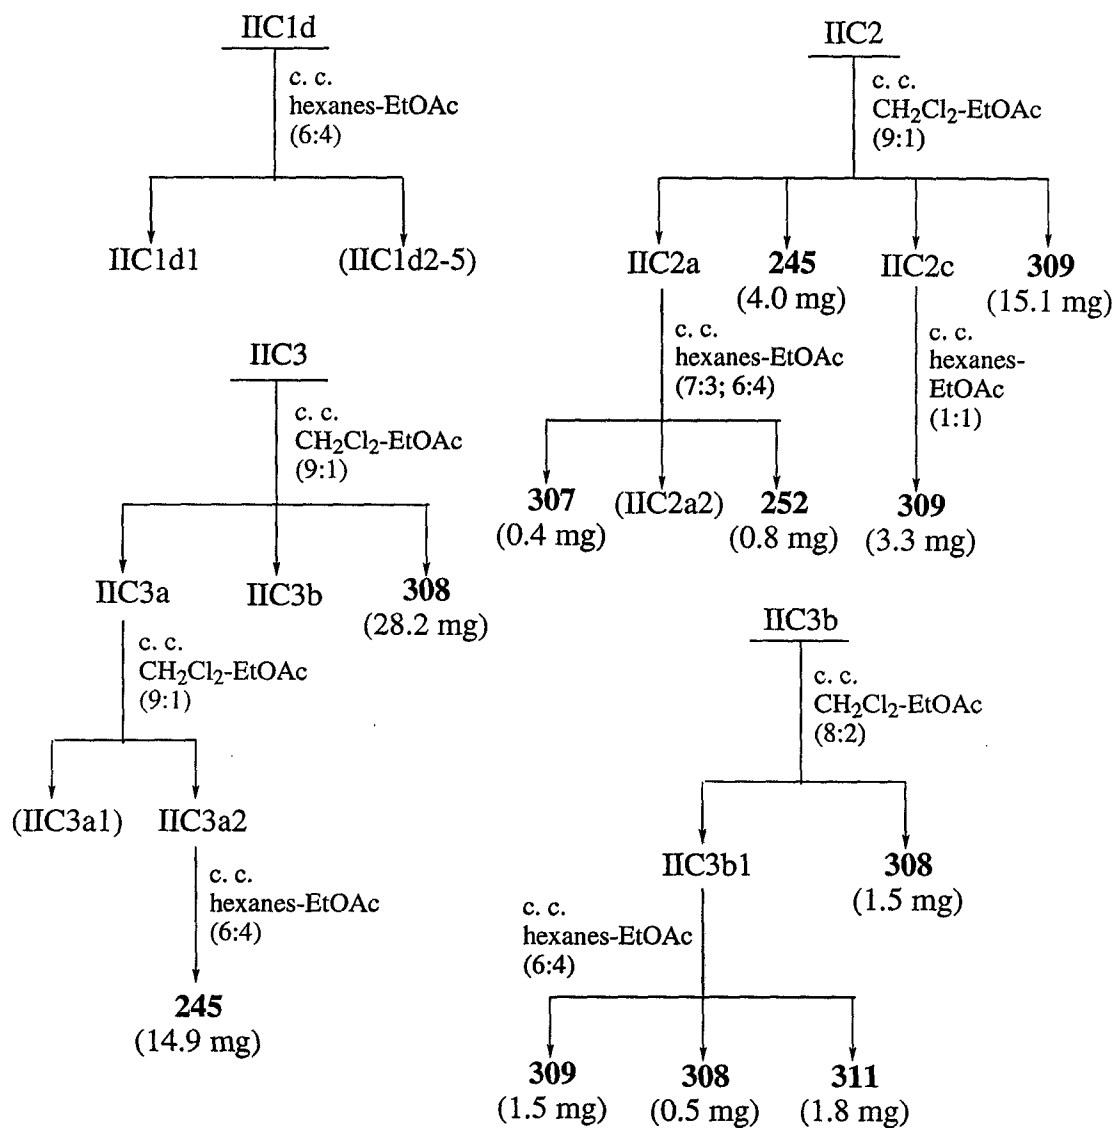 IIC1d
c. c.
hexanes-EtOAc
(6:4)
IIC1d1
(IIC1d2-5)
IIC2
c. c.
CH₂Cl₂-EtOAc
(9:1)
IIC2a
245
(4.0 mg)
IIC2c
309
(15.1 mg)
c. c.
hexanes-EtOAc
(7:3; 6:4)
c. c.
hexanes-
EtOAc
(1:1)
307
(0.4 mg)
(IIC2a2)
252
(0.8 mg)
309
(3.3 mg)
IIC3
c. c.
CH₂Cl₂-EtOAc
(9:1)
IIC3a
IIC3b
308
(28.2 mg)
c. c.
CH₂Cl₂-EtOAc
(9:1)
(IIC3a1)
IIC3a2
c. c.
hexanes-EtOAc
(6:4)
245
(14.9 mg)
IIC3b
c. c.
CH₂Cl₂-EtOAc
(8:2)
IIC3b1
308
(1.5 mg)
c. c.
hexanes-EtOAc
(6:4)
309
(1.5 mg)
308
(0.5 mg)
311
(1.8 mg)